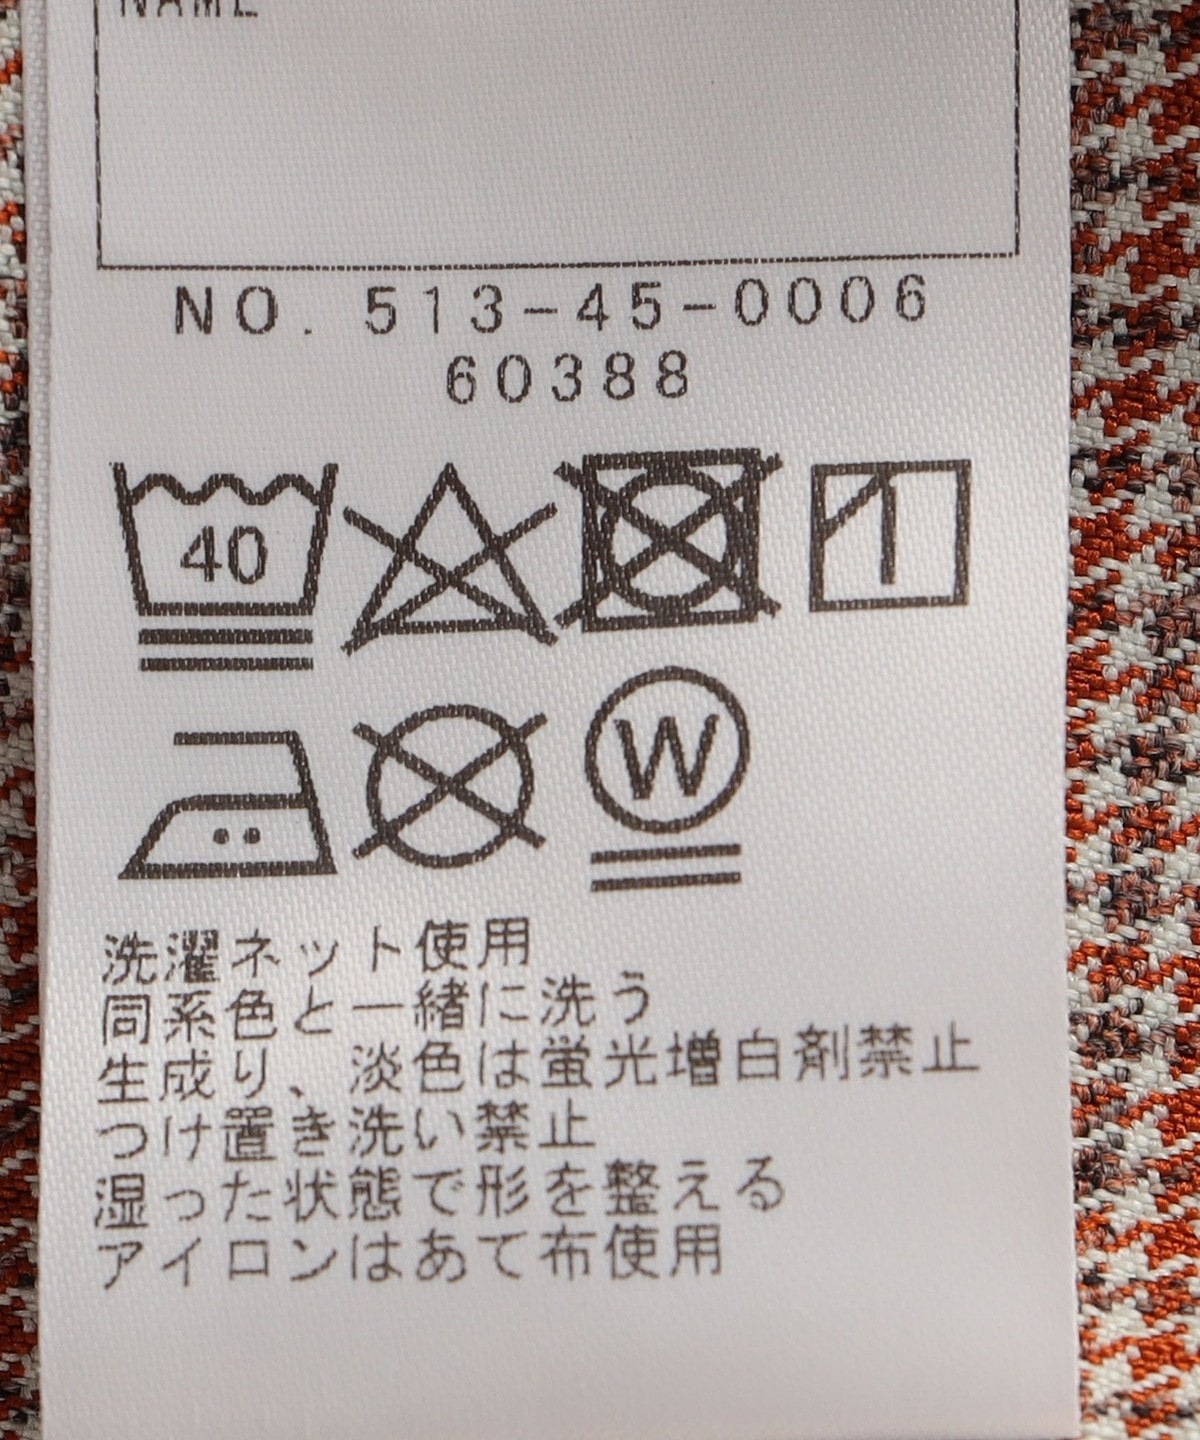 NAME
NO. 513-45-0006
60388
40
W
洗濯ネット使用
同系色と一緒に洗う
生成り、淡色は蛍光増白剤禁止
つけ置き洗い禁止
湿った状態で形を整える
アイロンはあて布使用